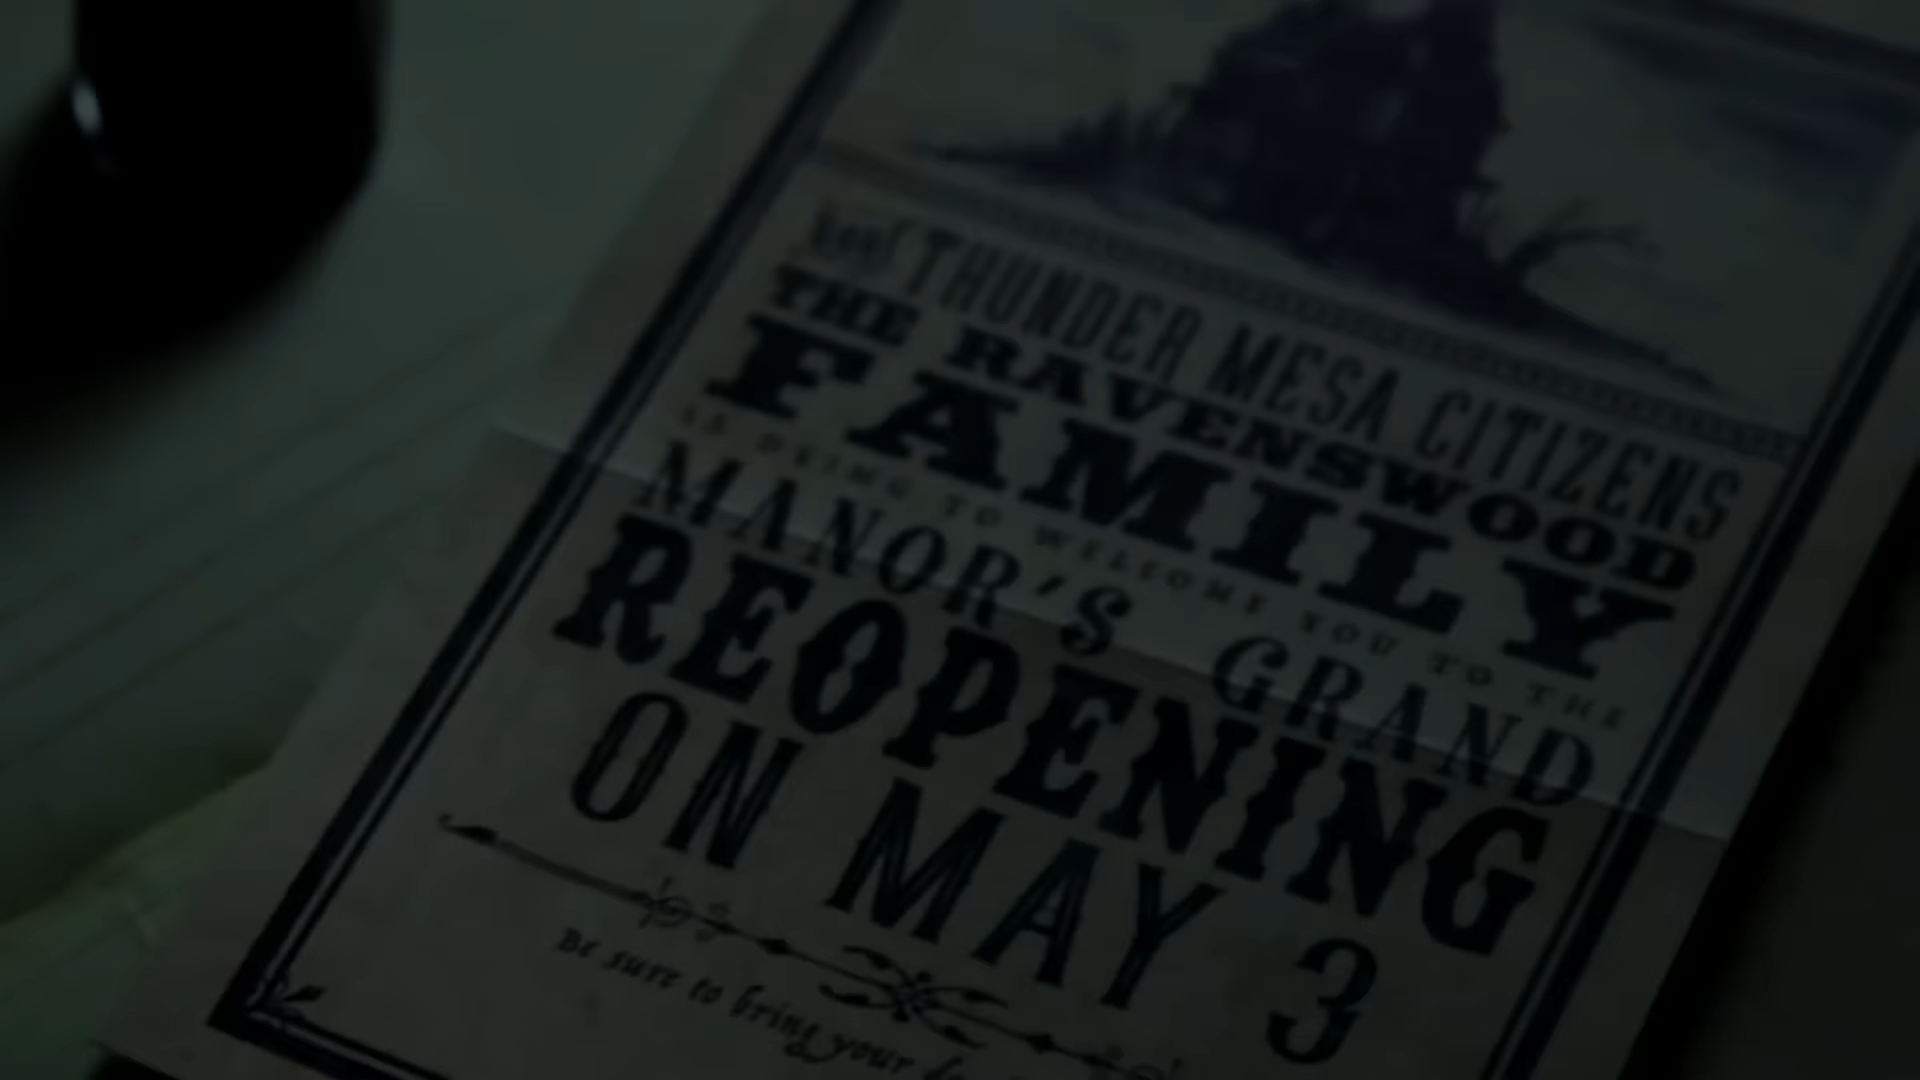 THUNDER MESA CITIZENS
THE RAVENSWOOD
FAMILY
IS DYING TO WELCOME YOU TO THE
MANOR'S GRAND
REOPENING
ON MAY 3
Be sure to bring your